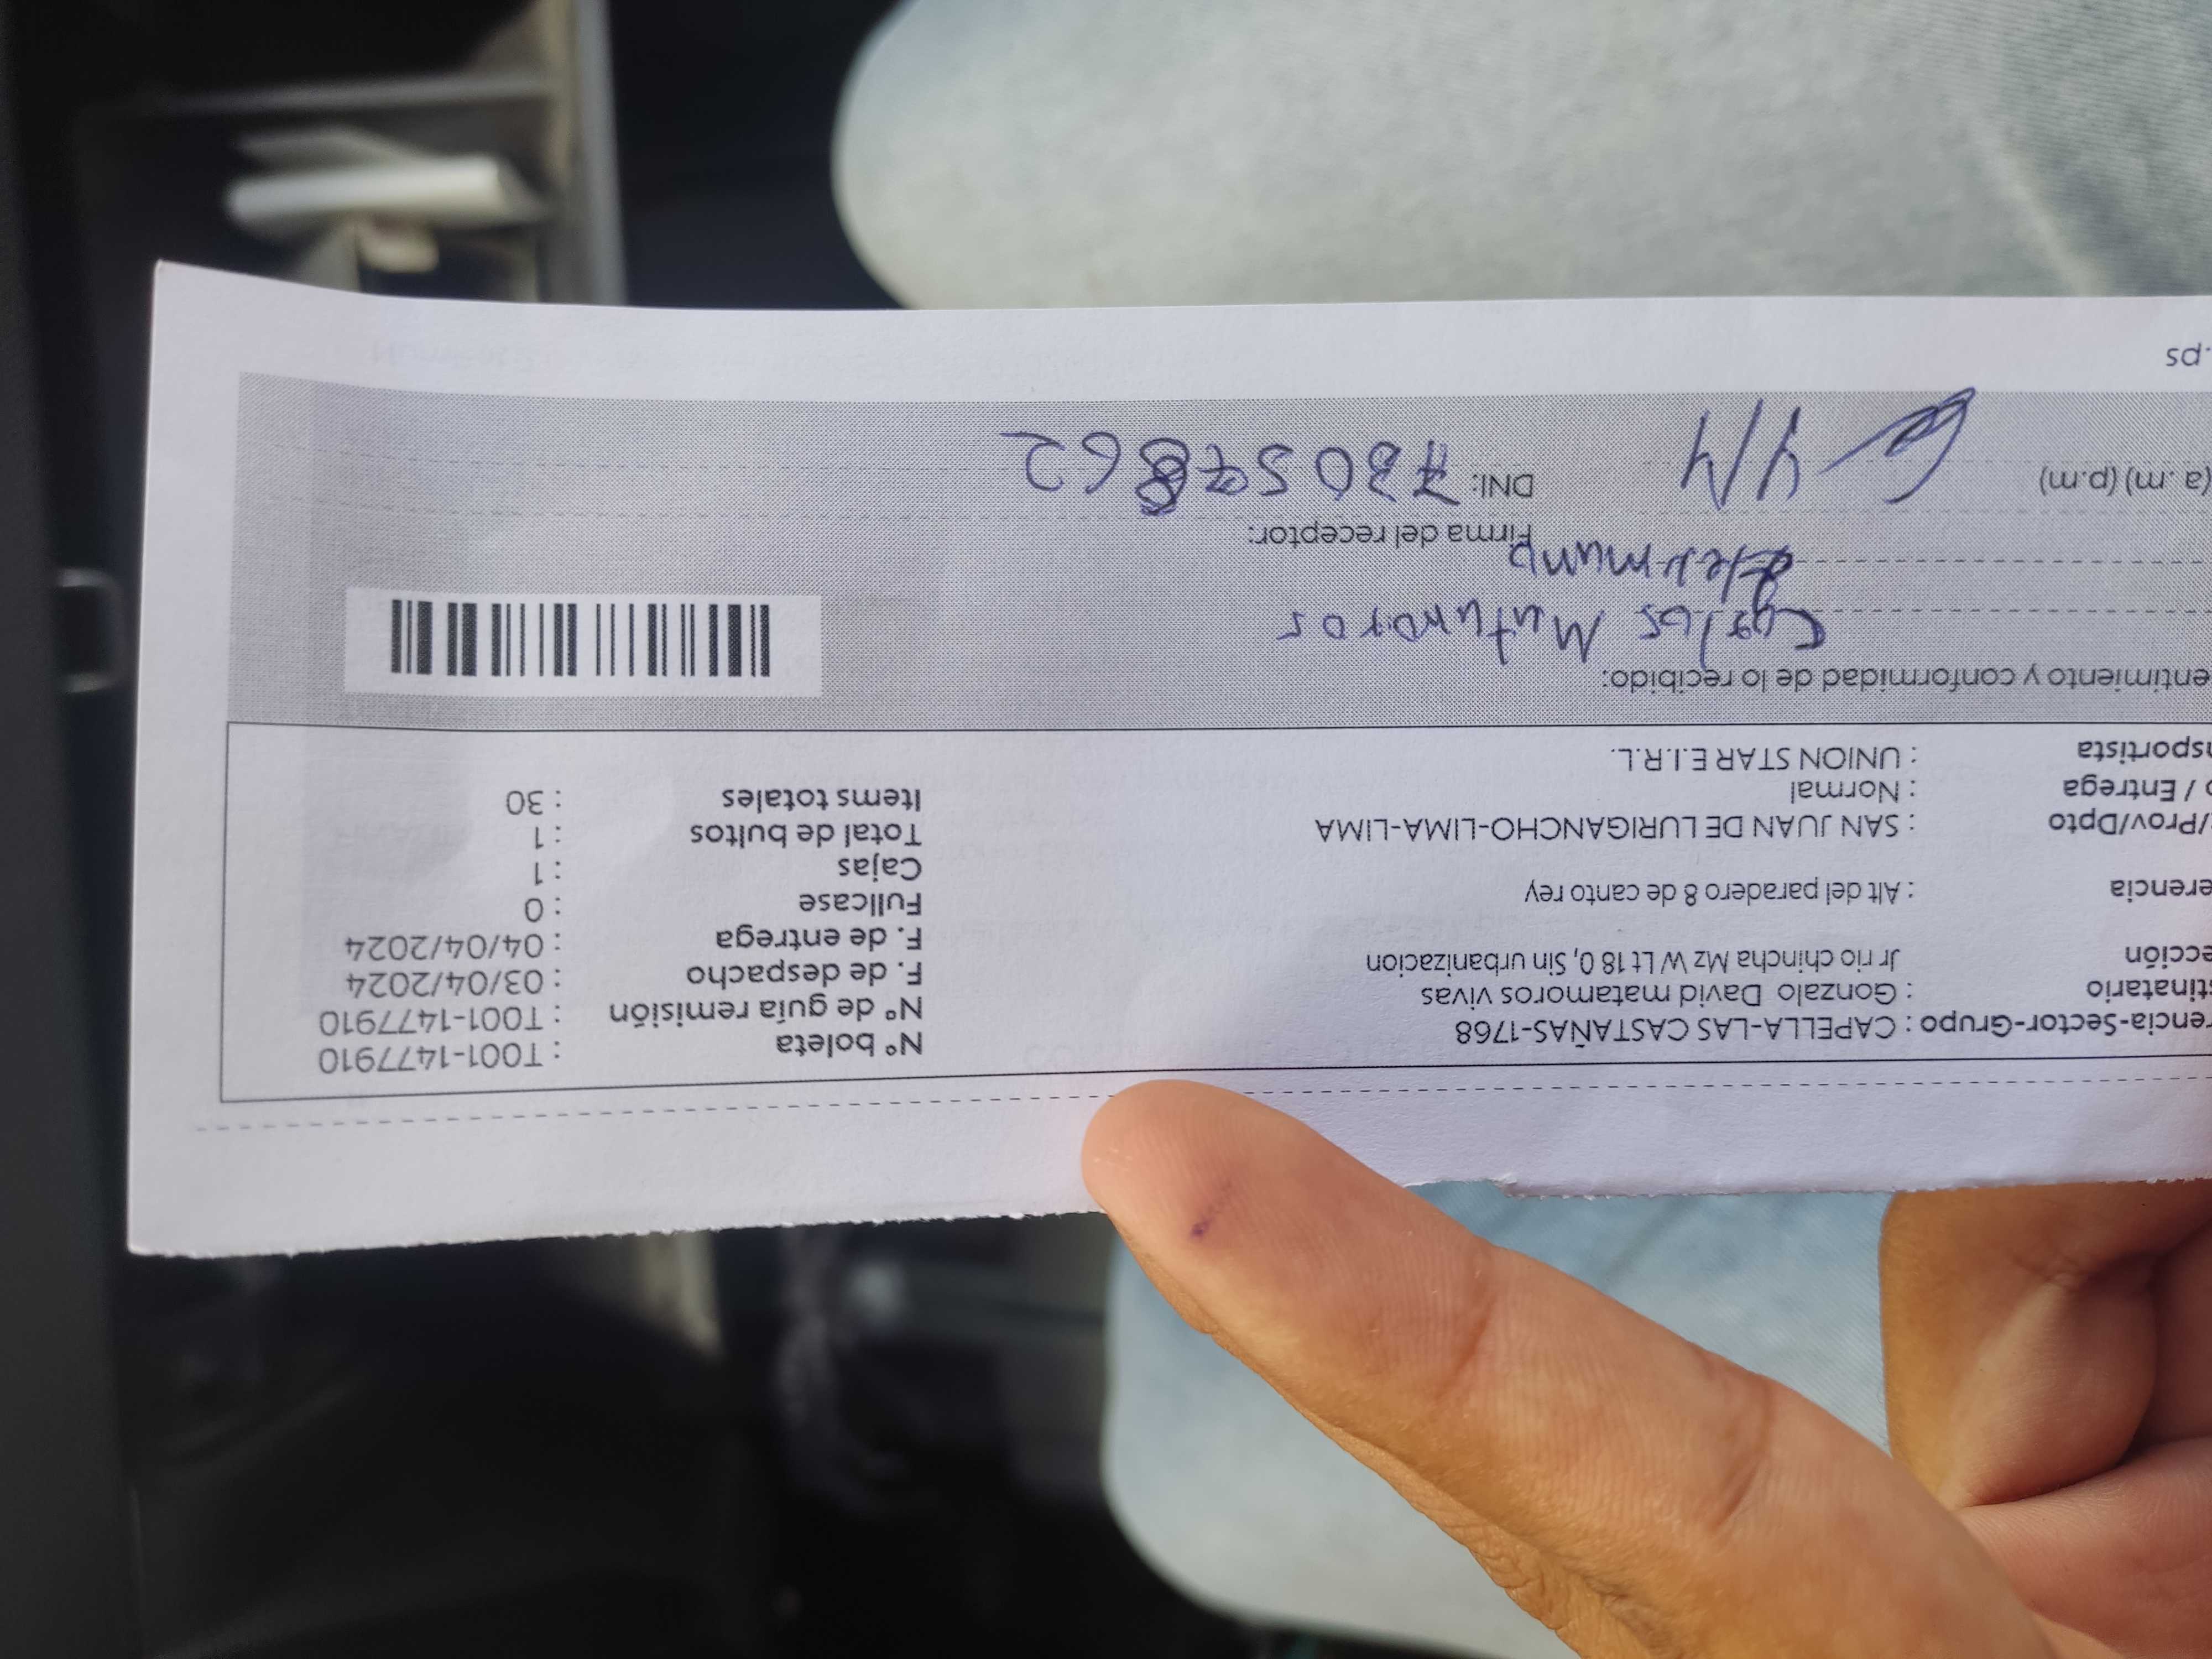 rencia-Sector-Grupo : CAPELLA-LAS CASTAÑAS-1768
stinatario : Gonzalo David matamoros vivas
ección Jr rio chincha Mz W Lt 18 0, Sin urbanizacion
erencia : Alt del paradero 8 de canto rey
/Prov/Dpto : SAN JUAN DE LURIGANCHO-LIMA-LIMA
o / Entrega : Normal
nsportista : UNION STAR E.I.R.L.
N° boleta : T001-1477910
N° de guía remisión : T001-1477910
F. de despacho : 03/04/2024
F. de entrega : 04/04/2024
Fullcase : 0
Cajas : 1
Total de bultos : 1
Items totales : 30
entimiento y conformidad de lo recibido:
Carlos Matamoros
Firma del receptor:
(a .m) (p.m) 4/4 DNI:
.ps